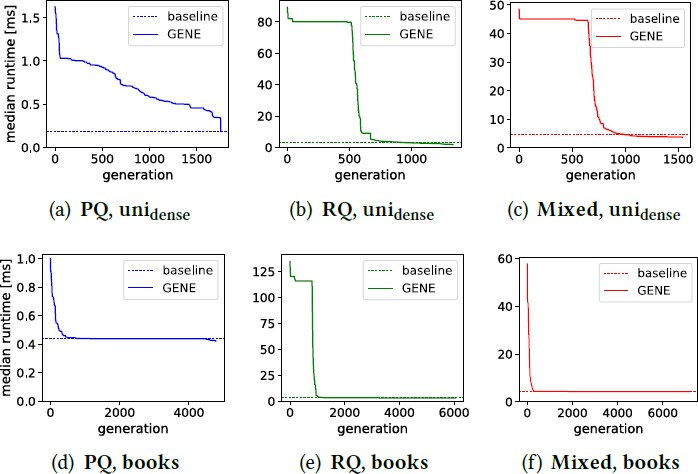 median runtime [ms]
1.5
1.0
0.5
0.0
baseline
GENE
0 500 1000 1500
generation
(a) PQ, uni_dense
80
60
40
20
0
baseline
GENE
0 500 1000
generation
(b) RQ, uni_dense
50
40
30
20
10
0
baseline
GENE
0 500 1000 1500
generation
(c) Mixed, uni_dense
median runtime [ms]
1.0
0.8
0.6
0.4
0.2
0.0
baseline
GENE
0 2000 4000
generation
(d) PQ, books
125
100
75
50
25
0
baseline
GENE
0 2000 4000 6000
generation
(e) RQ, books
60
40
20
0
baseline
GENE
0 2000 4000 6000
generation
(f) Mixed, books